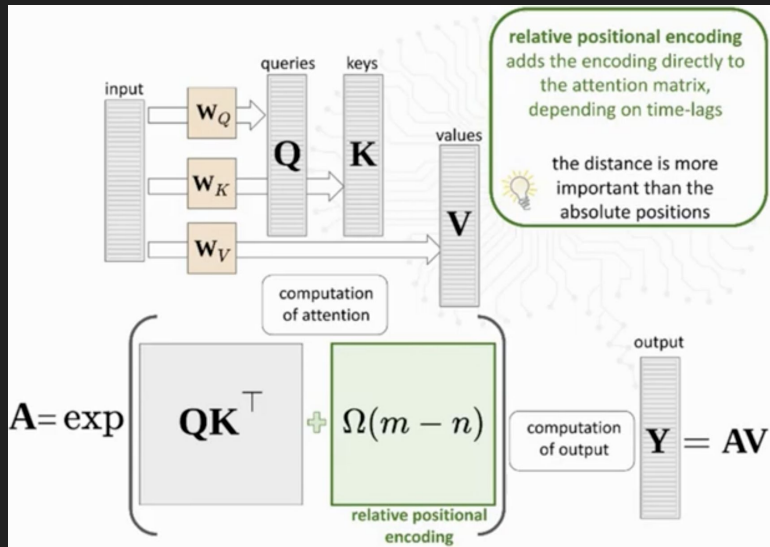 relative positional encoding
adds the encoding directly to
the attention matrix,
depending on time-lags
the distance is more
important than the
absolute positions
queries
keys
input
values
W_Q
Q
K
W_K
W_V
V
computation
of attention
A = exp ( QK^⊤ + Ω(m − n) )
relative positional
encoding
computation
of output
output
Y = AV